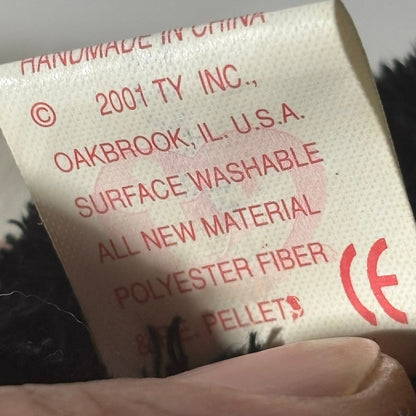 HANDMADE IN CHINA
© 2001 TY INC.,
OAKBROOK, IL. U.S.A.
SURFACE WASHABLE
ALL NEW MATERIAL
POLYESTER FIBER
& P.E. PELLETS
CE